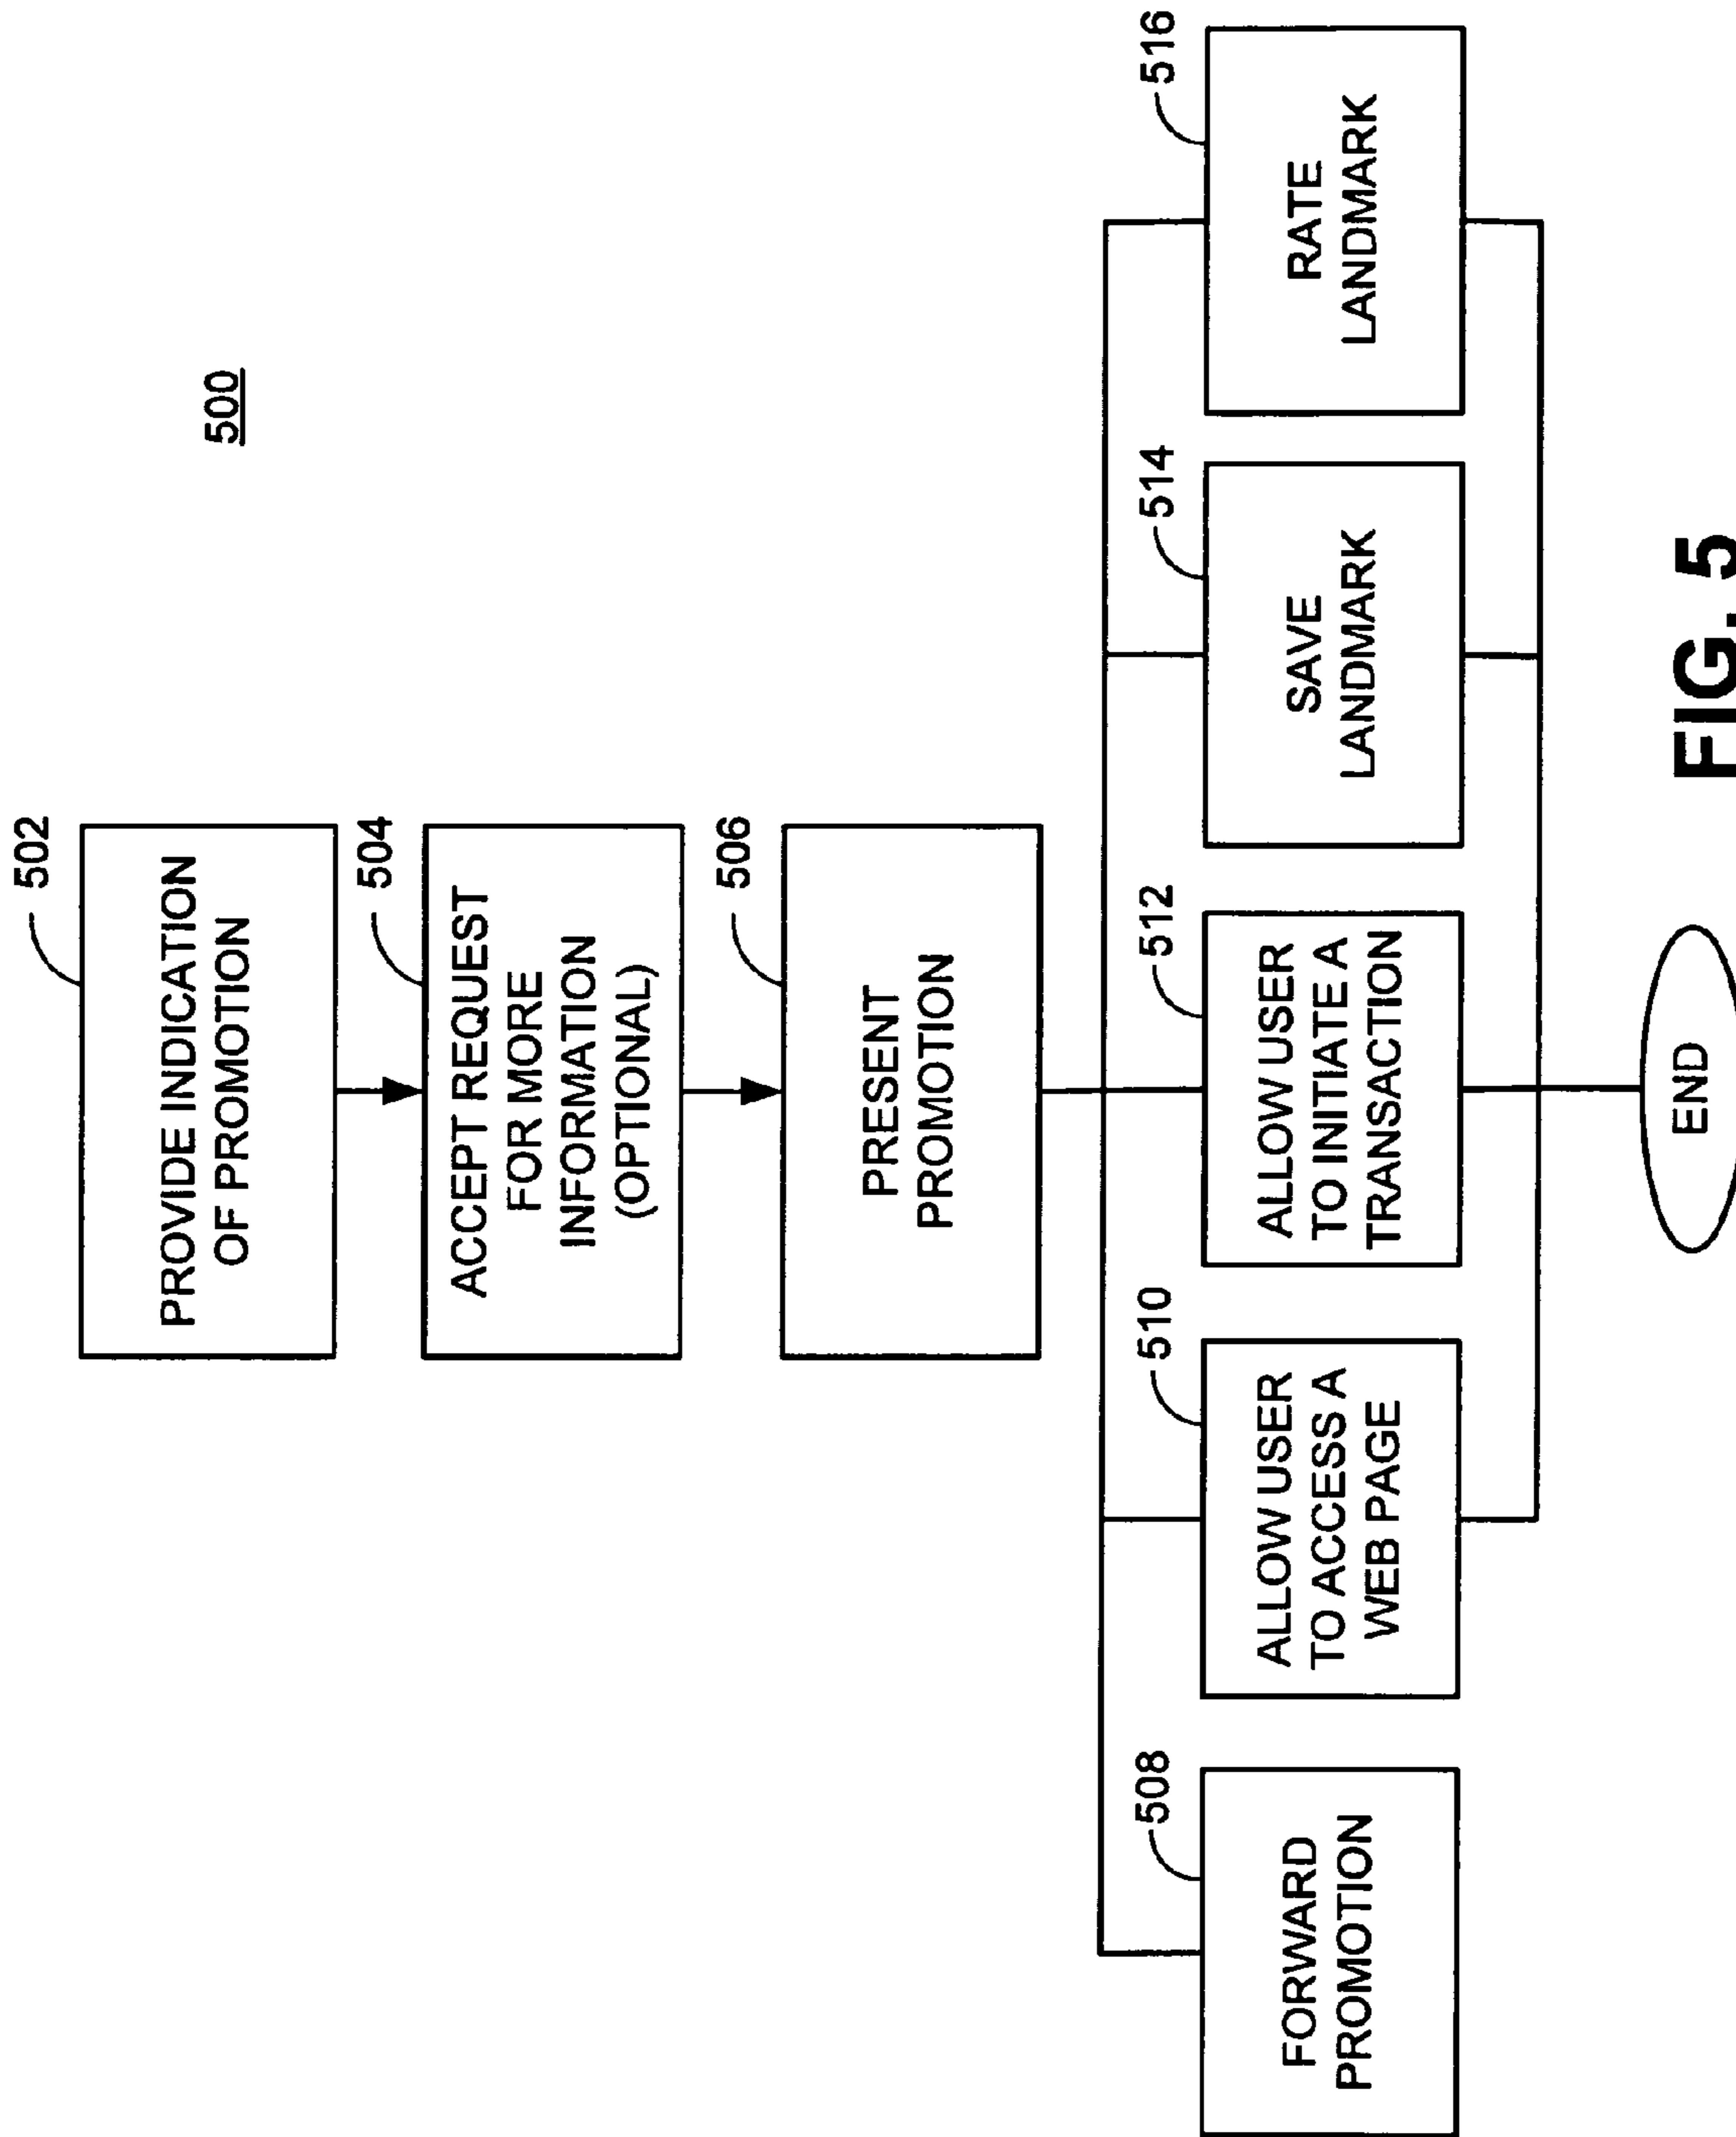 500
502
PROVIDE INDICATION
OF PROMOTION
504
ACCEPT REQUEST
FOR MORE
INFORMATION
(OPTIONAL)
506
PRESENT
PROMOTION
508
FORWARD
PROMOTION
510
ALLOW USER
TO ACCESS A
WEB PAGE
512
ALLOW USER
TO INITIATE A
TRANSACTION
514
SAVE
LANDMARK
516
RATE
LANDMARK
END
FIG. 5